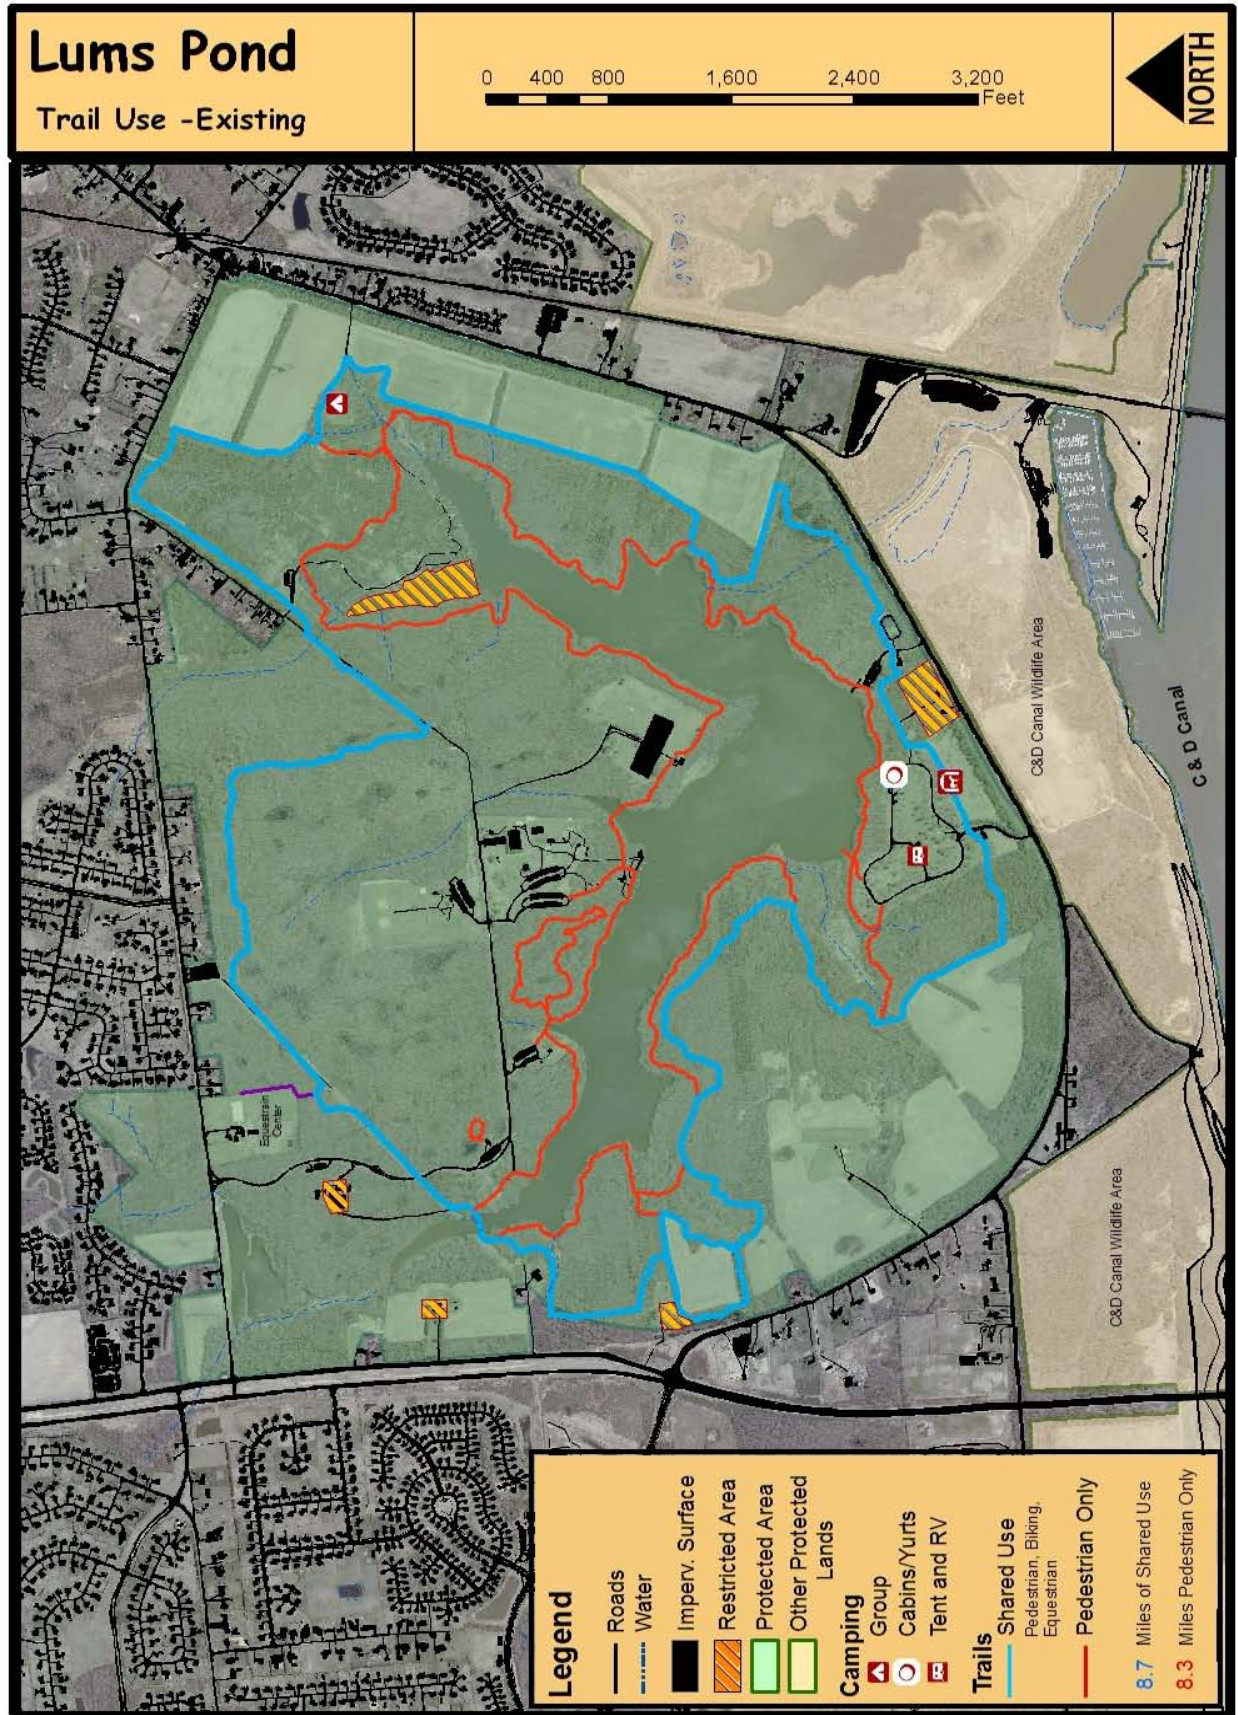 Lums Pond
Trail Use -Existing
0 400 800 1,600 2,400 3,200
Feet
NORTH
C&D Canal Wildlife Area
C & D Canal
Equestrain
Center
C&D Canal Wildlife Area
Legend
Roads
Water
Imperv. Surface
Restricted Area
Protected Area
Other Protected
Lands
Camping
Group
Cabins/Yurts
Tent and RV
Trails
Shared Use
Pedestrian, Biking,
Equestrian
Pedestrian Only
8.7 Miles of Shared Use
8.3 Miles Pedestrian Only